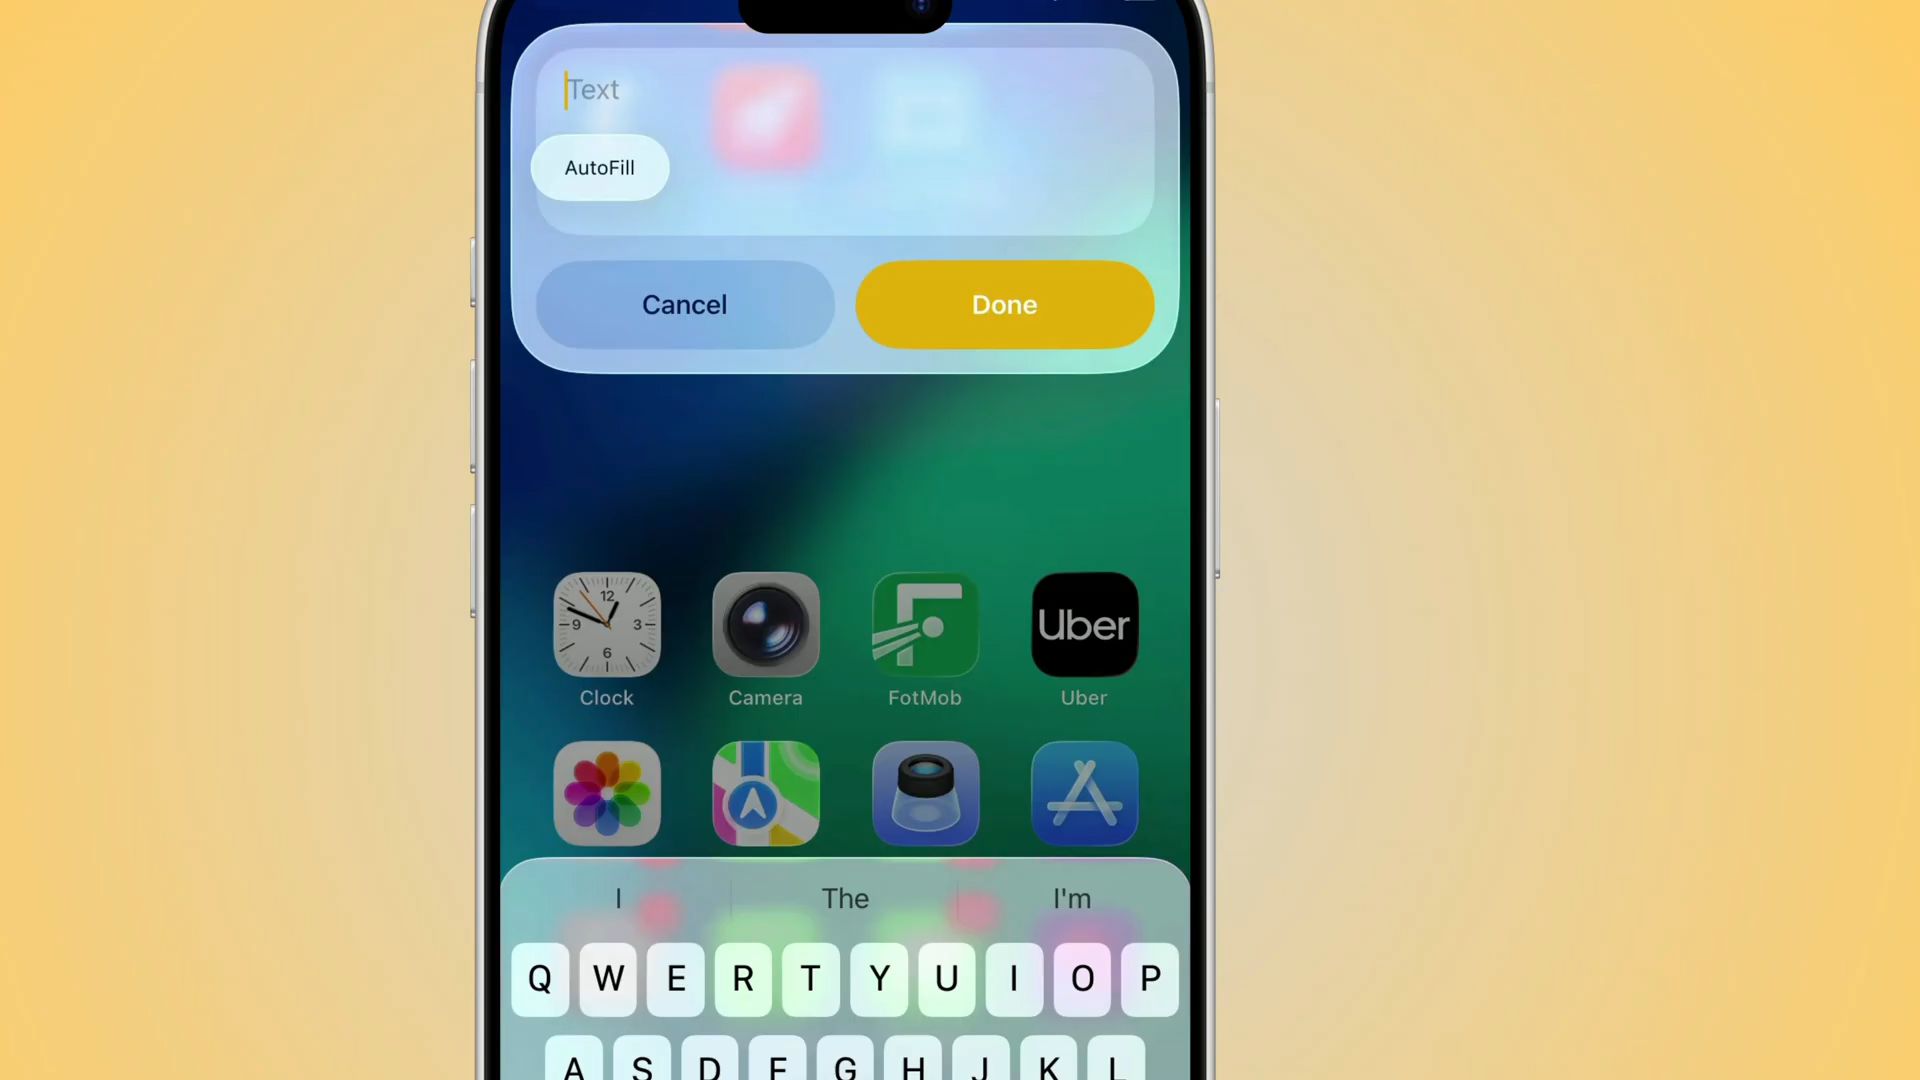 Text
AutoFill
Cancel Done
12
9 3
6
Uber
Clock Camera FotMob Uber
I The I'm
Q W E R T Y U I O P
A S D F G H J K L